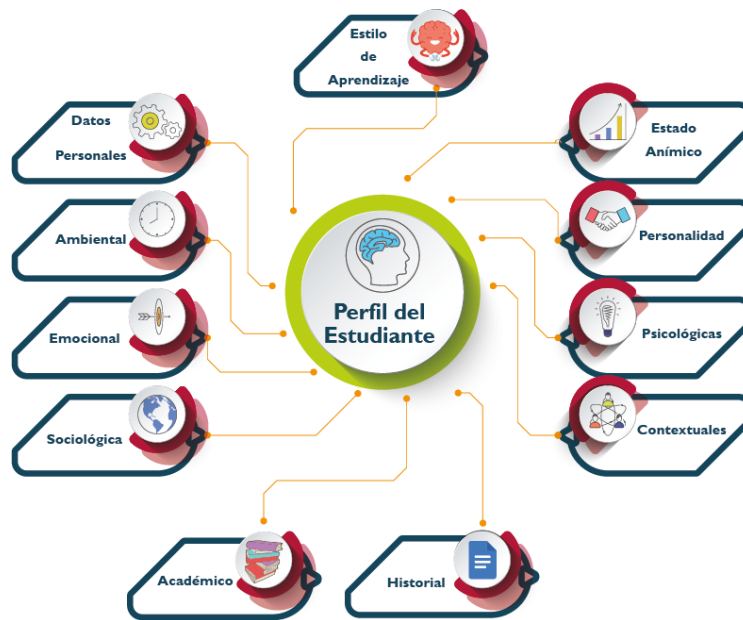 Estilo
de
Aprendizaje
Datos
Personales
Estado
Anímico
Ambiental
Personalidad
Perfil del
Estudiante
Emocional
Psicológicas
Sociológica
Contextuales
Académico
Historial